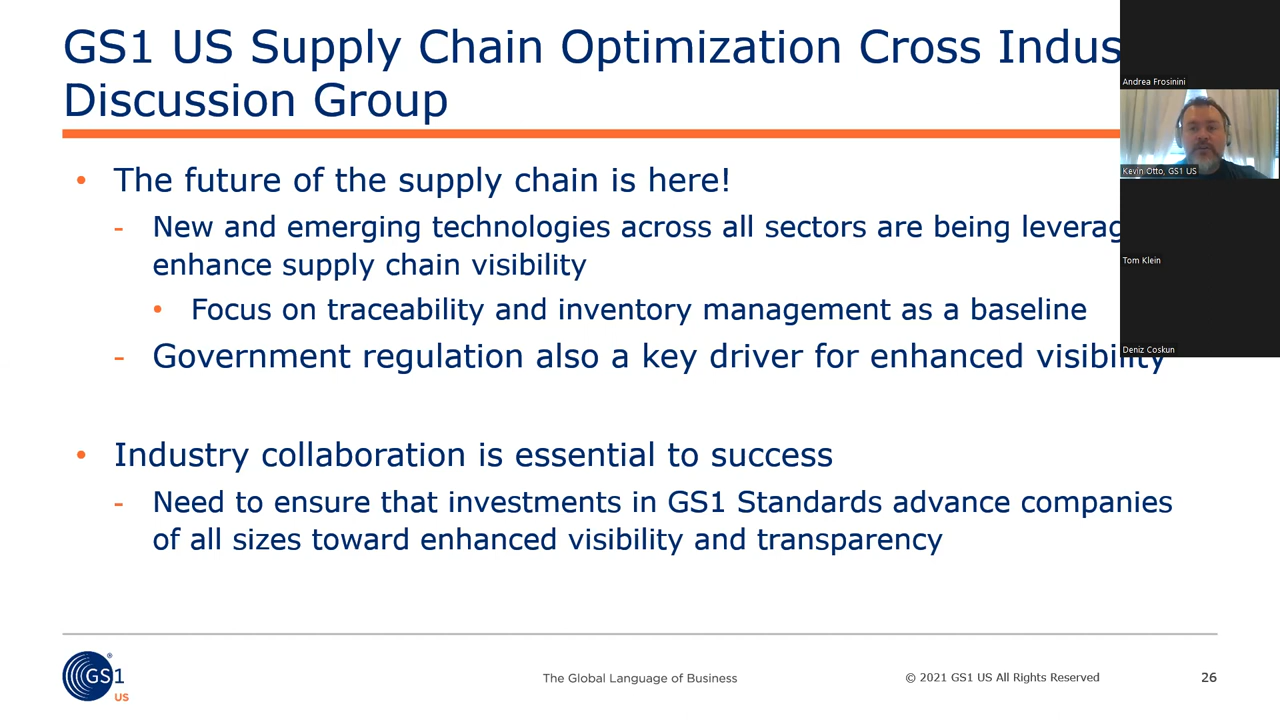 GS1 US Supply Chain Optimization Cross Indus
Discussion Group
• The future of the supply chain is here!
- New and emerging technologies across all sectors are being leverag
enhance supply chain visibility
• Focus on traceability and inventory management as a baseline
- Government regulation also a key driver for enhanced visibility
• Industry collaboration is essential to success
- Need to ensure that investments in GS1 Standards advance companies
of all sizes toward enhanced visibility and transparency
Andrea Frosinini
Kevin Otto, GS1 US
Tom Klein
Deniz Coskun
GS1 ®
US
The Global Language of Business
© 2021 GS1 US All Rights Reserved
26